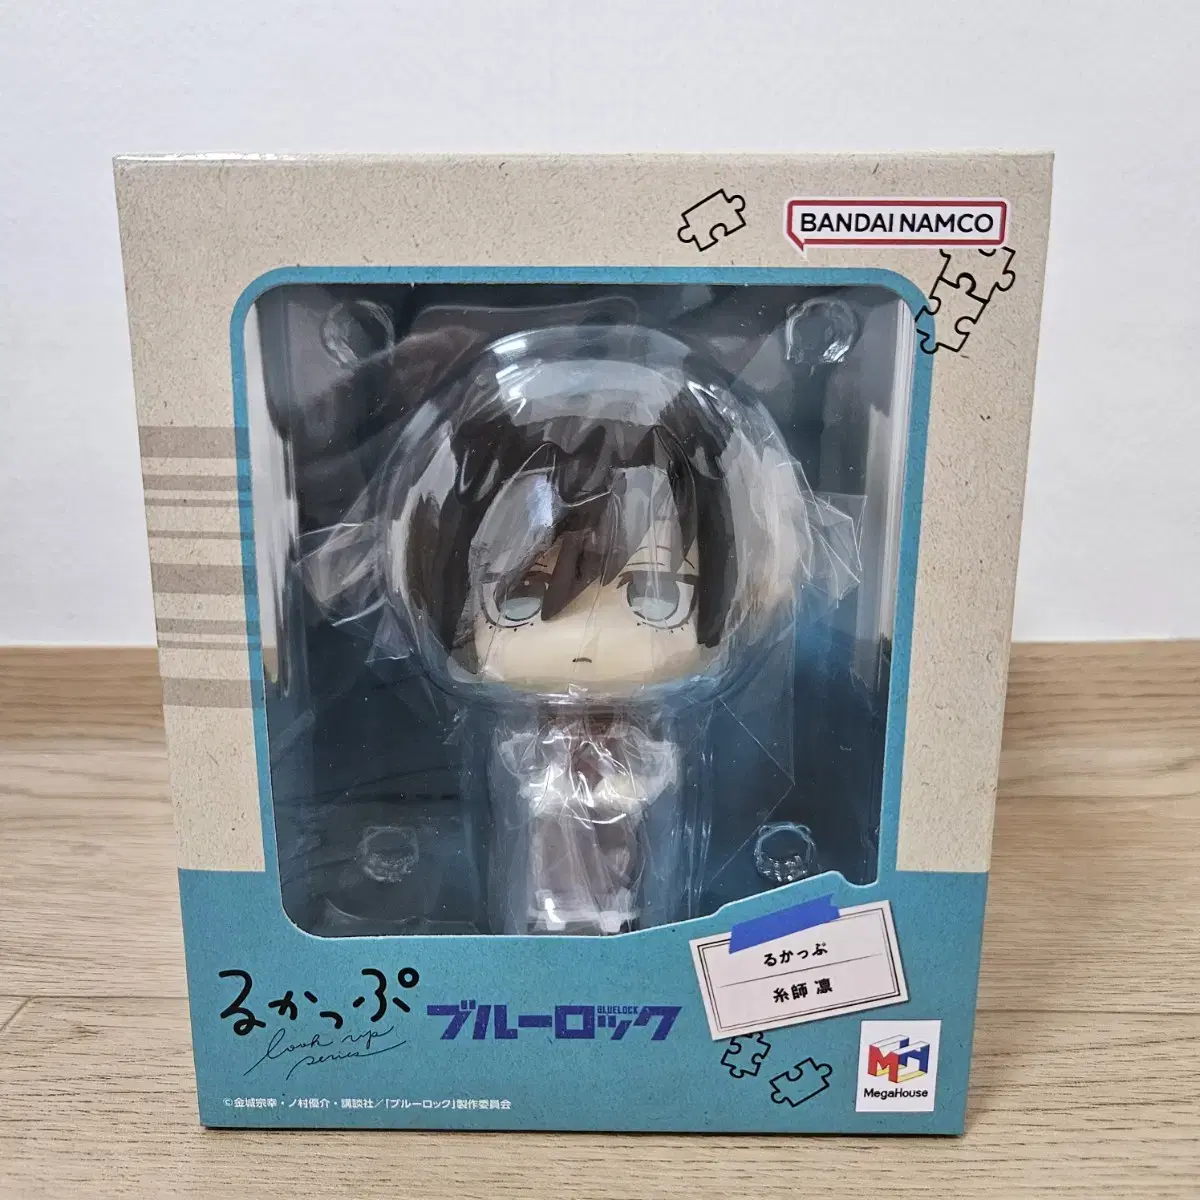 BANDAI NAMCO
るかっぷ
糸師 凛
るかっぷ
look up
series
ブルーロック
BLUELOCK
MegaHouse
©金城宗幸・ノ村優介・講談社/「ブルーロック」製作委員会